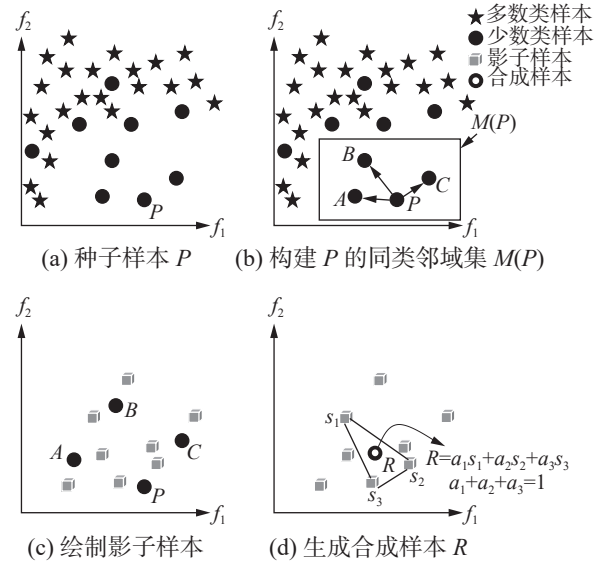 f₂
★多数类样本
●少数类样本
影子样本
合成样本
P
f₁
(a) 种子样本 P
f₂
M(P)
B
C
A
P
f₁
(b) 构建 P 的同类邻域集 M(P)
f₂
B
A
C
P
f₁
(c) 绘制影子样本
f₂
s₁
R
s₂
s₃
R=a₁s₁+a₂s₂+a₃s₃
a₁+a₂+a₃=1
f₁
(d) 生成合成样本 R